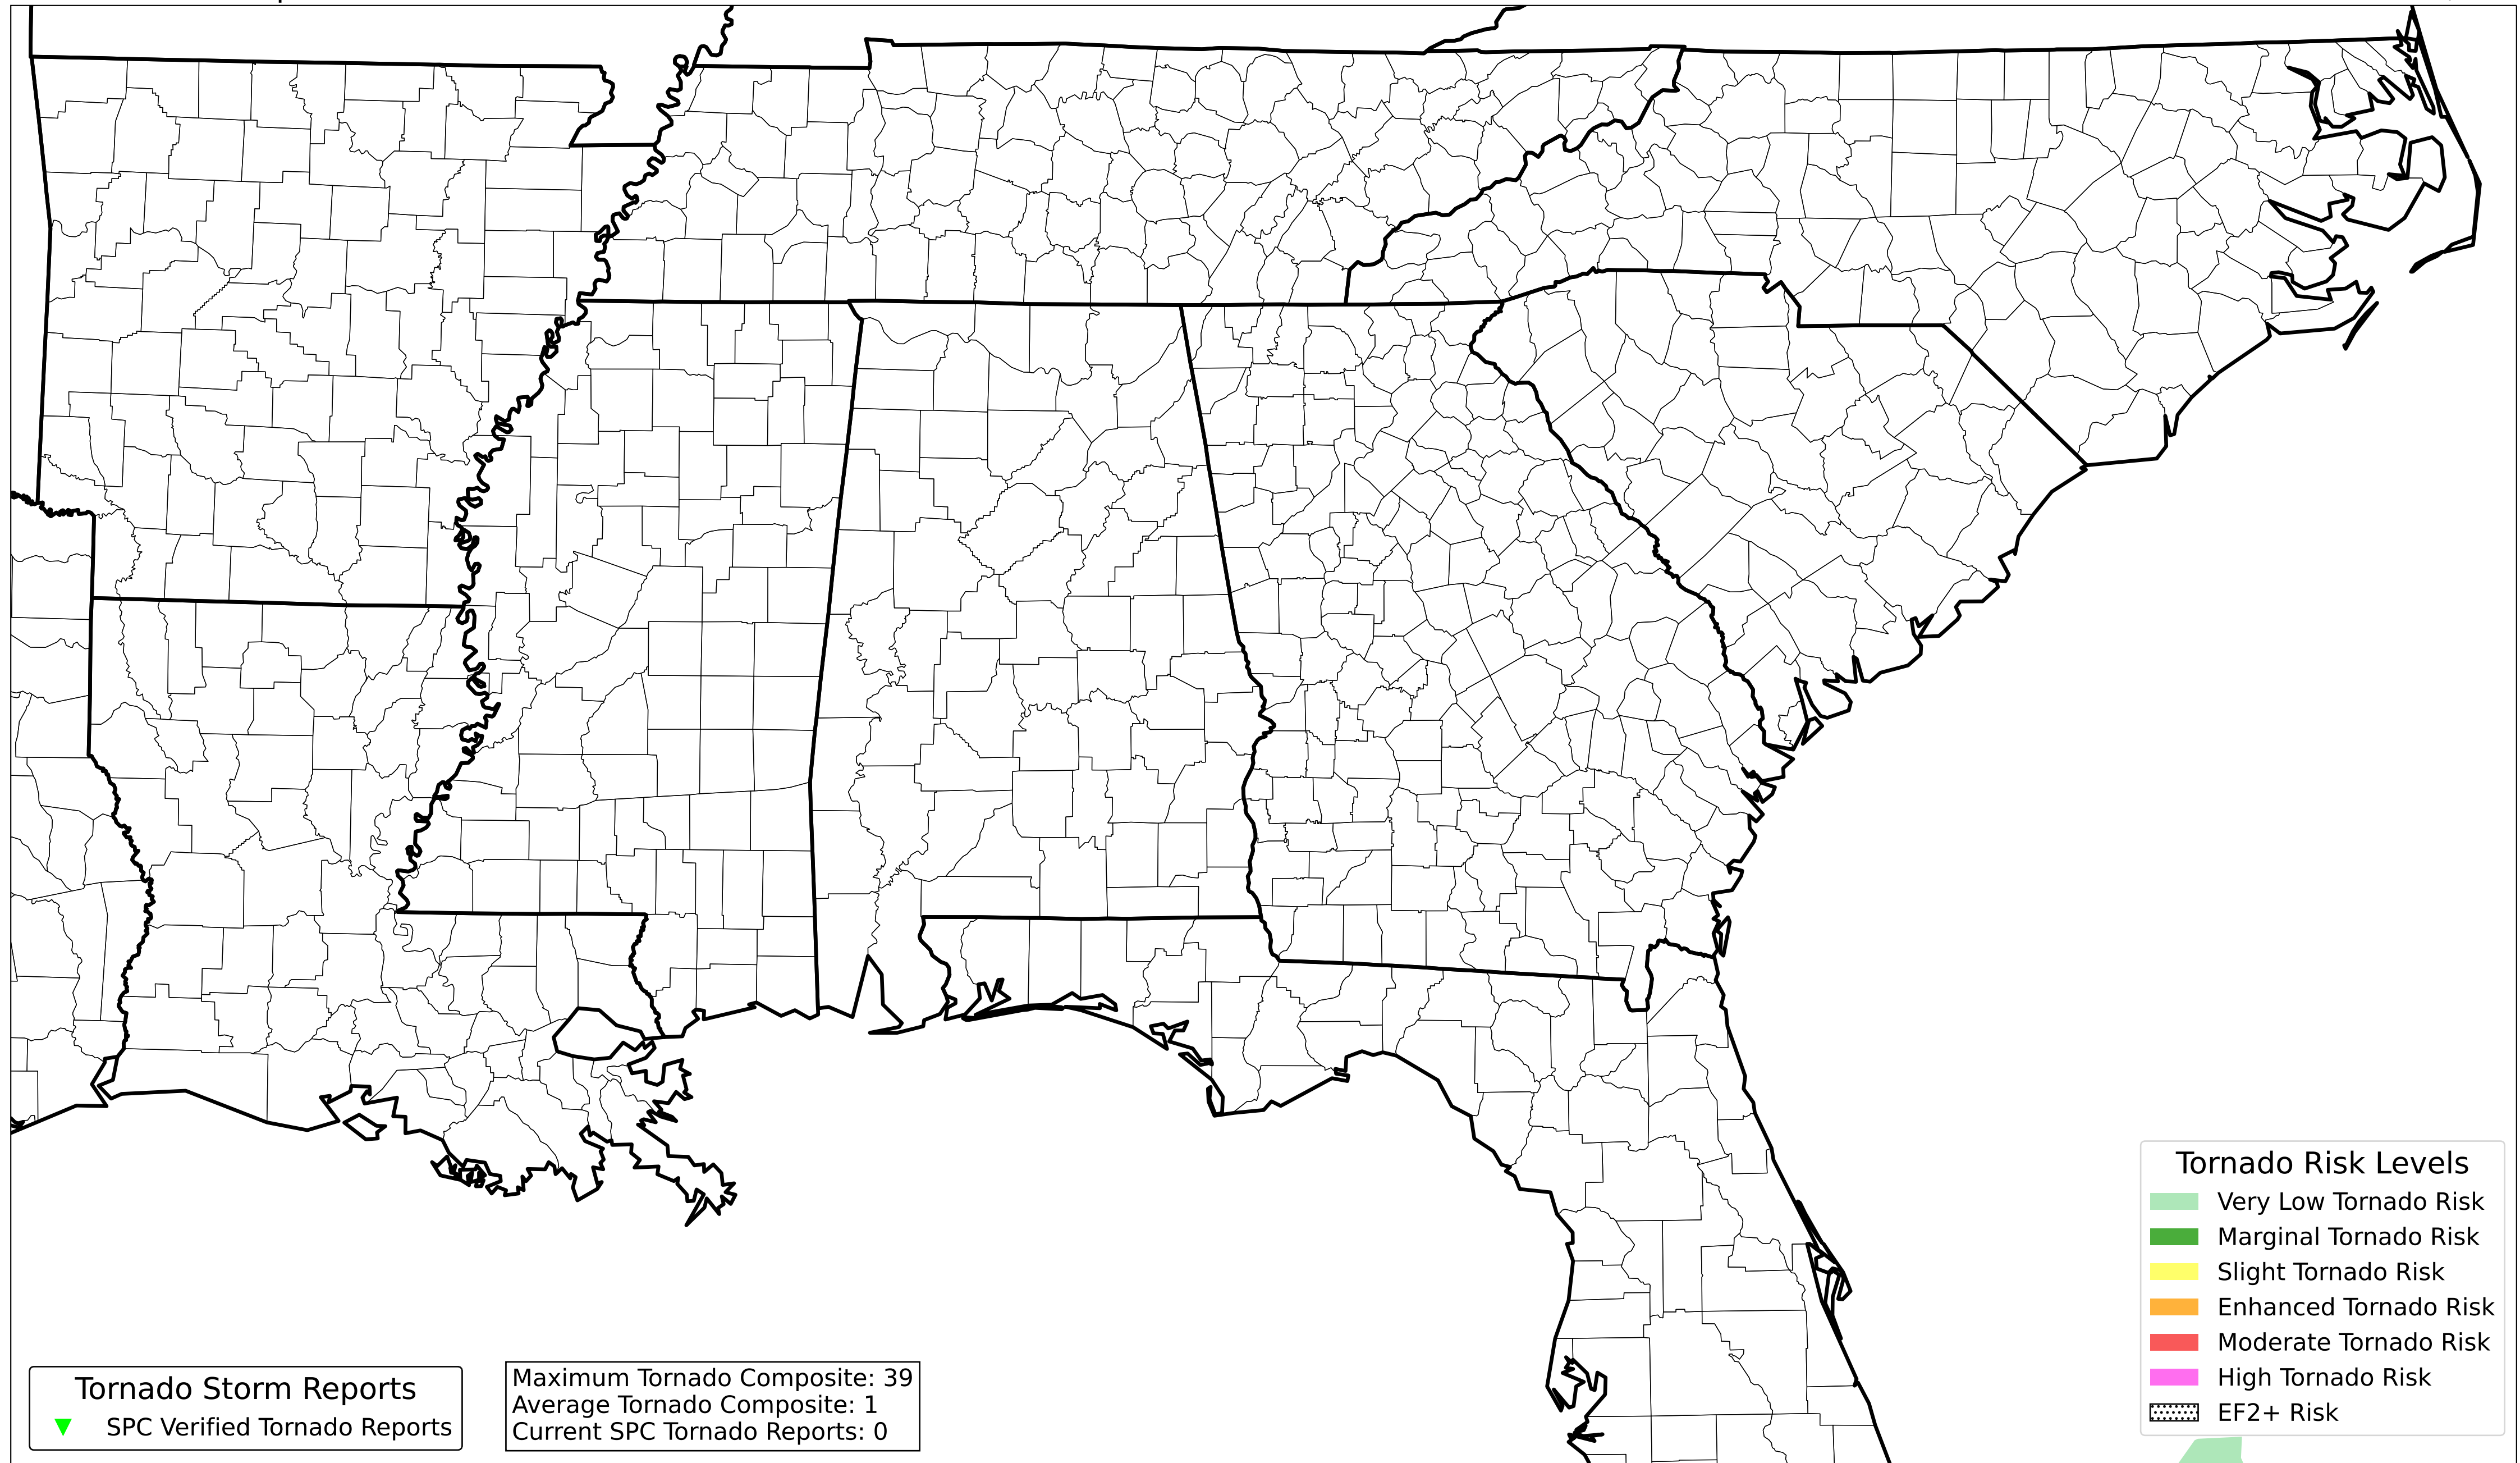 Tornado Risk Levels
Very Low Tornado Risk
Marginal Tornado Risk
Slight Tornado Risk
Enhanced Tornado Risk
Moderate Tornado Risk
High Tornado Risk
EF2+ Risk
Tornado Storm Reports
SPC Verified Tornado Reports
Maximum Tornado Composite: 39
Average Tornado Composite: 1
Current SPC Tornado Reports: 0